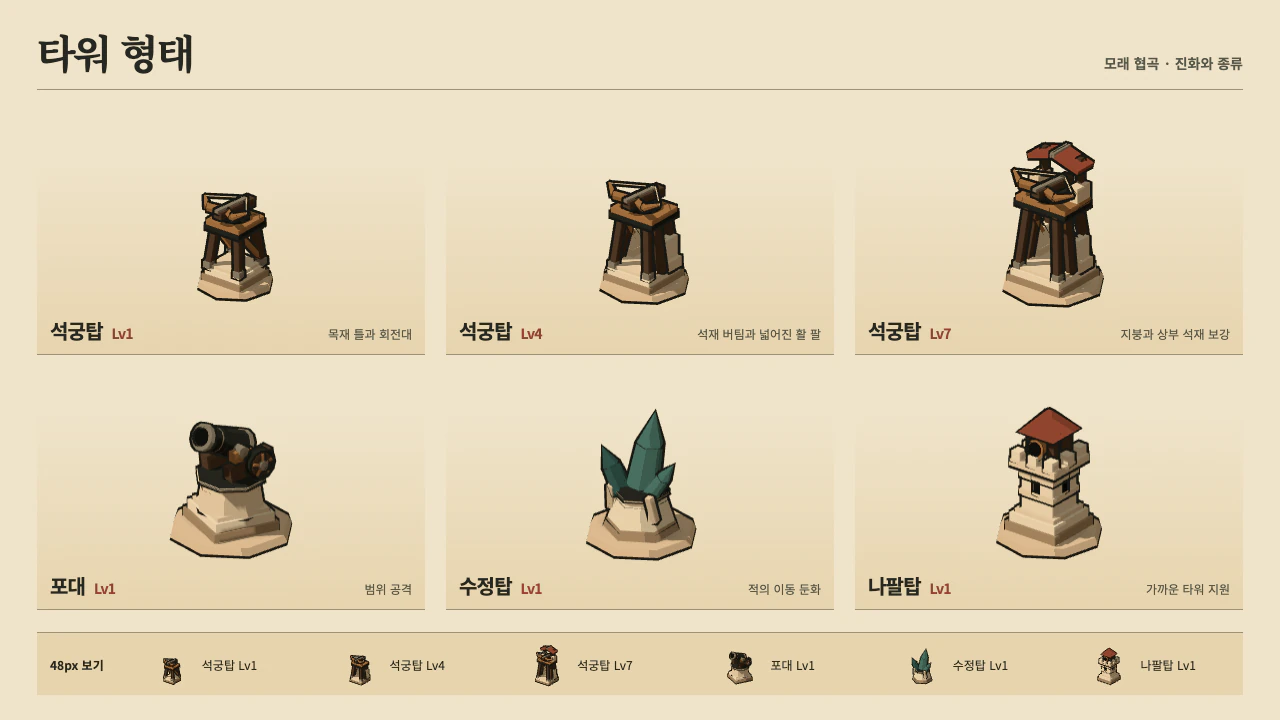 타워 형태
모래 협곡 · 진화와 종류
석궁탑 Lv1
목재 틀과 회전대
석궁탑 Lv4
석재 버팀과 넓어진 활 팔
석궁탑 Lv7
지붕과 상부 석재 보강
포대 Lv1
범위 공격
수정탑 Lv1
적의 이동 둔화
나팔탑 Lv1
가까운 타워 지원
48px 보기
석궁탑 Lv1
석궁탑 Lv4
석궁탑 Lv7
포대 Lv1
수정탑 Lv1
나팔탑 Lv1